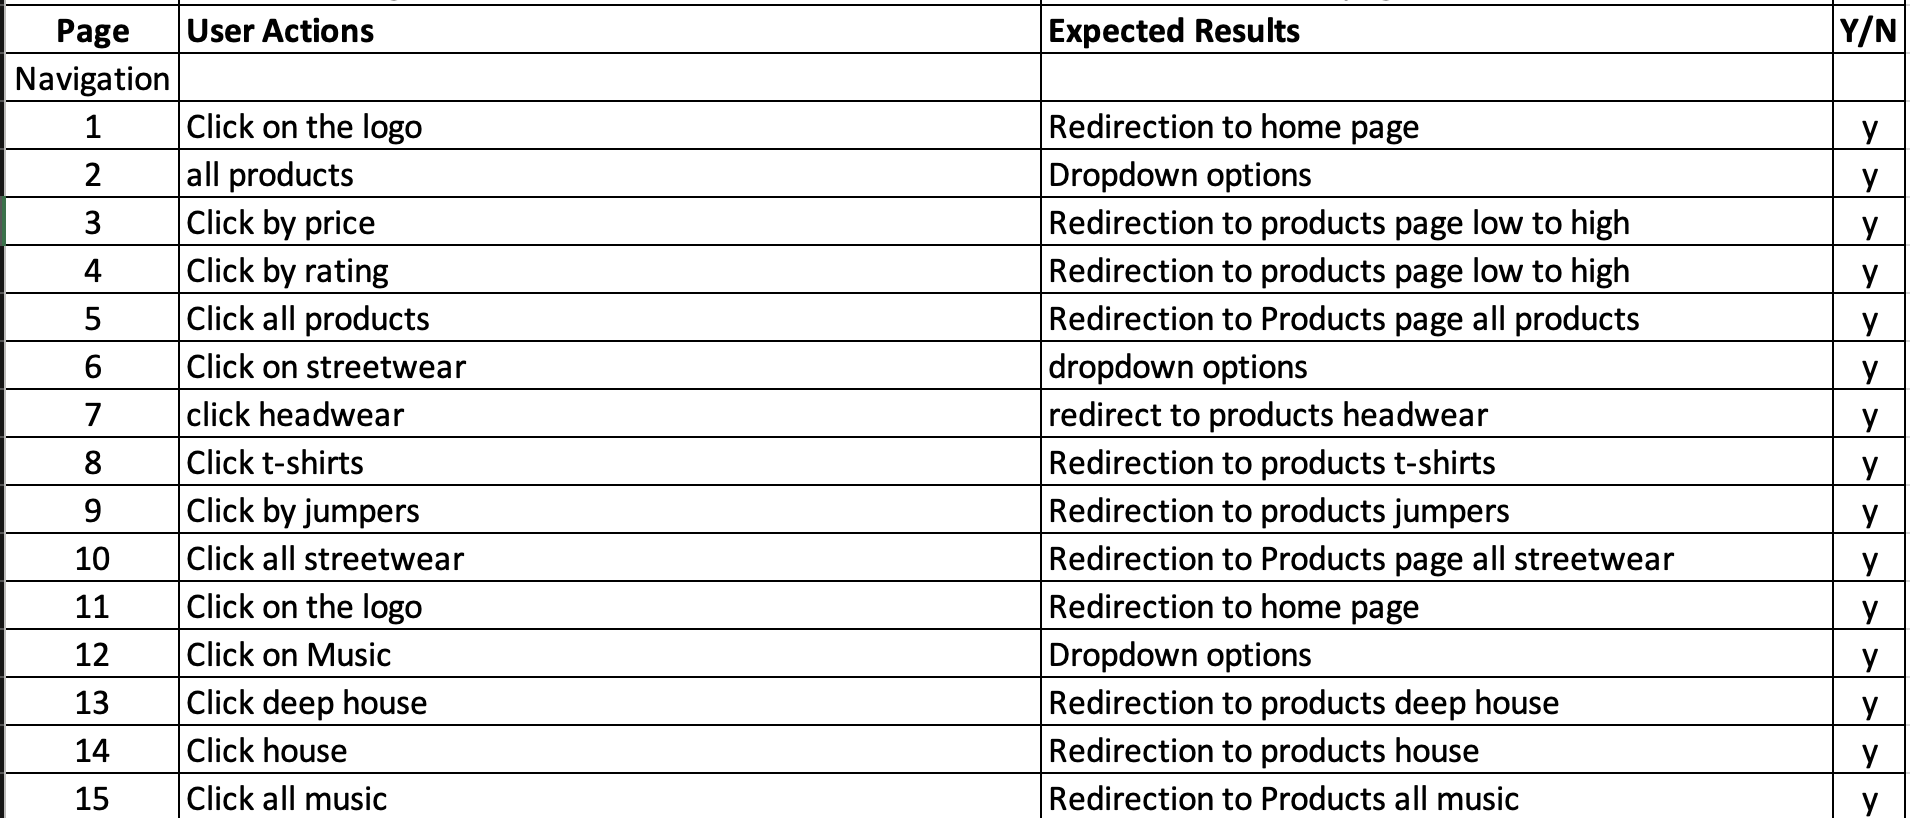 Page User Actions Expected Results Y/N
Navigation
1 Click on the logo Redirection to home page y
2 all products Dropdown options y
3 Click by price Redirection to products page low to high y
4 Click by rating Redirection to products page low to high y
5 Click all products Redirection to Products page all products y
6 Click on streetwear dropdown options y
7 click headwear redirect to products headwear y
8 Click t-shirts Redirection to products t-shirts y
9 Click by jumpers Redirection to products jumpers y
10 Click all streetwear Redirection to Products page all streetwear y
11 Click on the logo Redirection to home page y
12 Click on Music Dropdown options y
13 Click deep house Redirection to products deep house y
14 Click house Redirection to products house y
15 Click all music Redirection to Products all music y